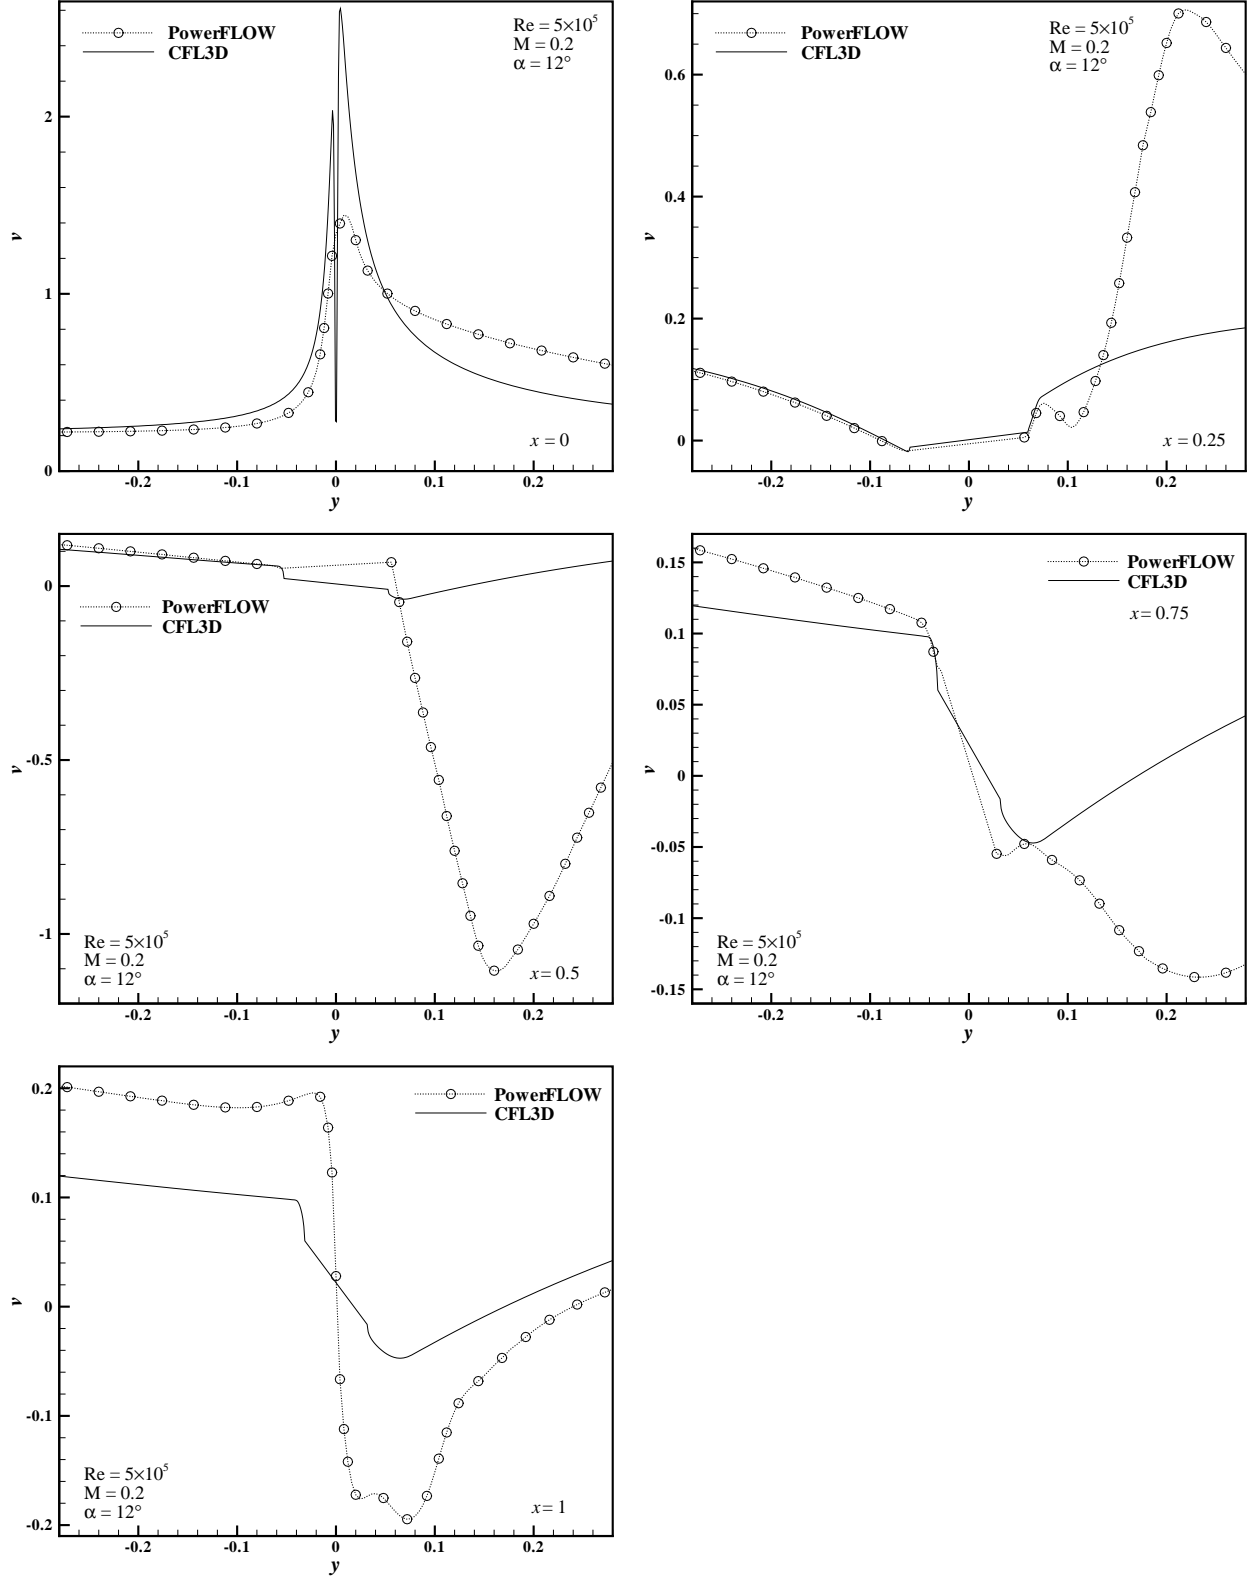 PowerFLOW
CFL3D
Re = 5×10⁵
M = 0.2
α = 12°
2
1
0
v
x = 0
-0.2 -0.1 0 0.1 0.2
y
PowerFLOW
CFL3D
Re = 5×10⁵
M = 0.2
α = 12°
0.6
0.4
0.2
0
v
x = 0.25
-0.2 -0.1 0 0.1 0.2
y
0
-0.5
-1
v
PowerFLOW
CFL3D
Re = 5×10⁵
M = 0.2
α = 12°
x = 0.5
-0.2 -0.1 0 0.1 0.2
y
PowerFLOW
CFL3D
x = 0.75
0.15
0.1
0.05
0
-0.05
-0.1
-0.15
v
Re = 5×10⁵
M = 0.2
α = 12°
-0.2 -0.1 0 0.1 0.2
y
PowerFLOW
CFL3D
0.2
0.1
0
-0.1
-0.2
v
Re = 5×10⁵
M = 0.2
α = 12°
x = 1
-0.2 -0.1 0 0.1 0.2
y